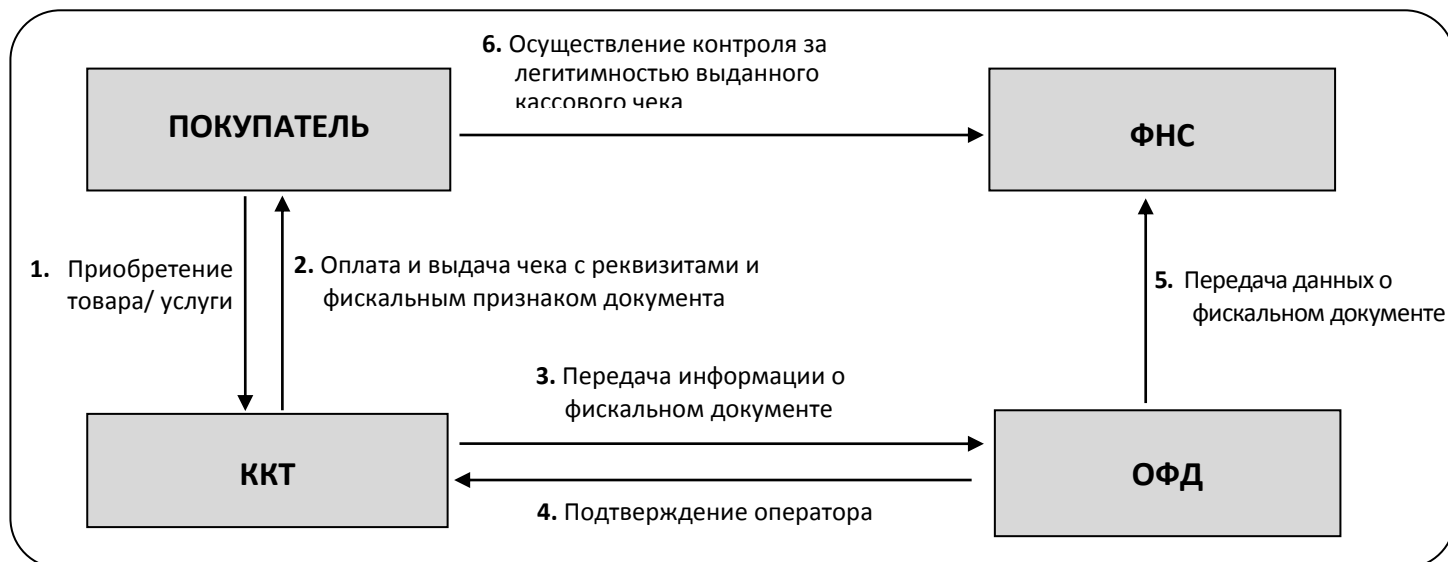 6. Осуществление контроля за
легитимностью выданного
кассового чека
ПОКУПАТЕЛЬ
ФНС
1. Приобретение
товара/ услуги
2. Оплата и выдача чека с реквизитами и
фискальным признаком документа
5. Передача данных о
фискальном документе
3. Передача информации о
фискальном документе
ККТ
ОФД
4. Подтверждение оператора